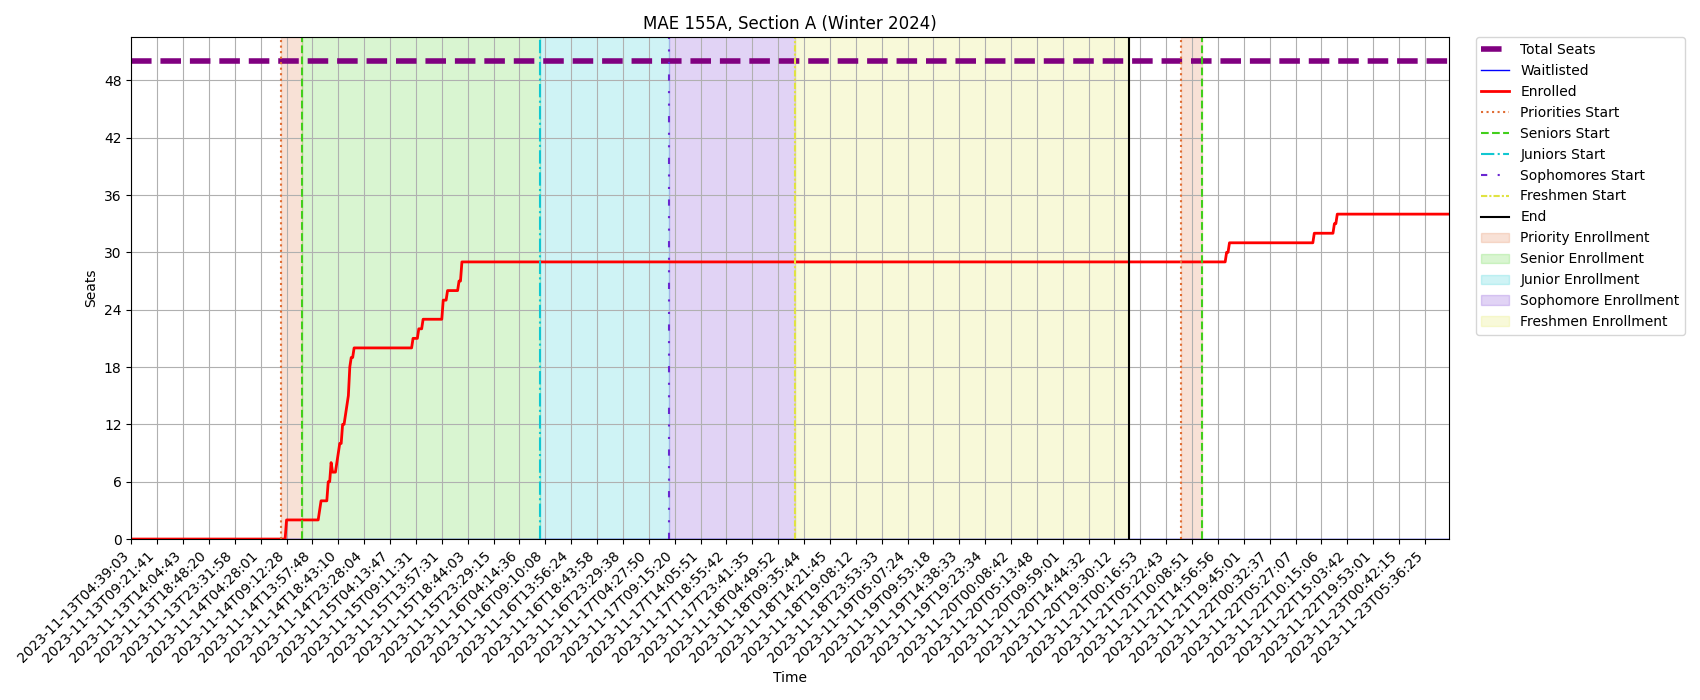 MAE 155A, Section A (Winter 2024)
Seats
48
42
36
30
24
18
12
6
0
2023-11-13T04:39:03
2023-11-13T09:21:41
2023-11-13T14:04:43
2023-11-13T18:48:20
2023-11-13T23:31:58
2023-11-14T04:28:01
2023-11-14T09:12:28
2023-11-14T13:57:48
2023-11-14T18:43:10
2023-11-14T23:28:04
2023-11-15T04:13:47
2023-11-15T09:11:31
2023-11-15T13:57:31
2023-11-15T18:44:03
2023-11-15T23:29:15
2023-11-16T04:14:36
2023-11-16T09:10:08
2023-11-16T13:56:24
2023-11-16T18:43:58
2023-11-16T23:29:38
2023-11-17T04:27:50
2023-11-17T09:15:20
2023-11-17T14:05:51
2023-11-17T18:55:42
2023-11-17T23:41:35
2023-11-18T04:49:52
2023-11-18T09:35:44
2023-11-18T14:21:45
2023-11-18T19:08:12
2023-11-18T23:53:33
2023-11-19T05:07:24
2023-11-19T09:53:18
2023-11-19T14:38:33
2023-11-19T19:23:34
2023-11-20T00:08:42
2023-11-20T05:13:48
2023-11-20T09:59:01
2023-11-20T14:44:32
2023-11-20T19:30:12
2023-11-21T00:16:53
2023-11-21T05:22:43
2023-11-21T10:08:51
2023-11-21T14:56:56
2023-11-21T19:45:01
2023-11-22T00:32:37
2023-11-22T05:27:07
2023-11-22T10:15:06
2023-11-22T15:03:42
2023-11-22T19:53:01
2023-11-23T00:42:15
2023-11-23T05:36:25
Time
Total Seats
Waitlisted
Enrolled
Priorities Start
Seniors Start
Juniors Start
Sophomores Start
Freshmen Start
End
Priority Enrollment
Senior Enrollment
Junior Enrollment
Sophomore Enrollment
Freshmen Enrollment